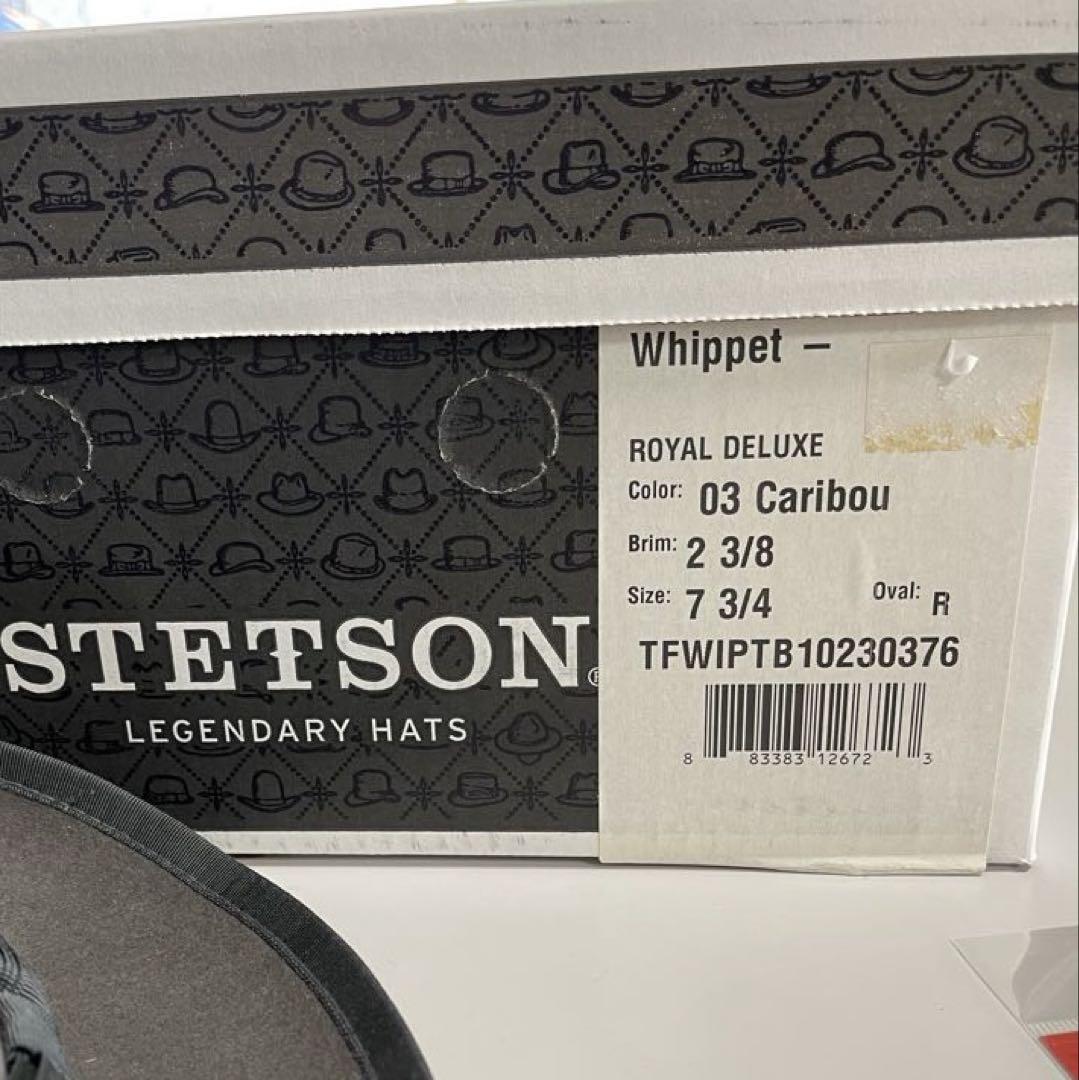 STETSON®
LEGENDARY HATS
Whippet –
ROYAL DELUXE
Color: 03 Caribou
Brim: 2 3/8
Size: 7 3/4 Oval: R
TFWIPTB10230376
8 83383 12672 3